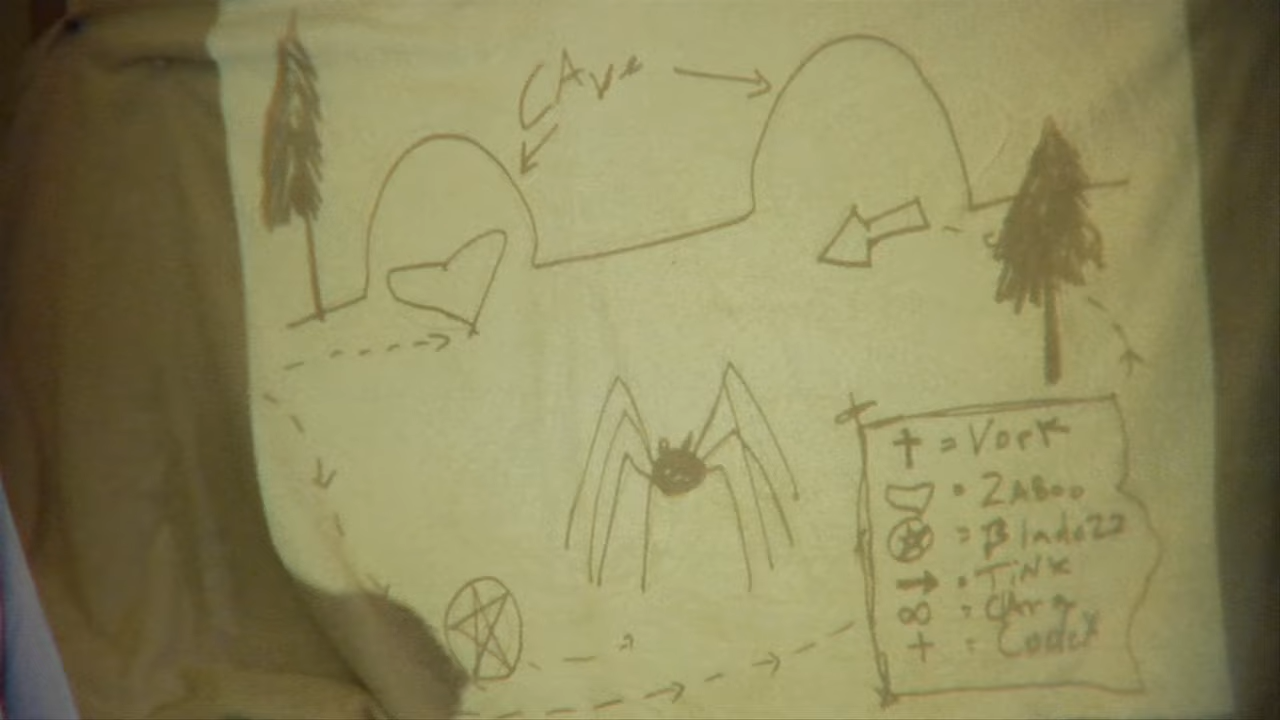 CAve
† = Vork
= ZABoo
= Bladezz
→ = TiNK
∞ = Clara
+ = Codex